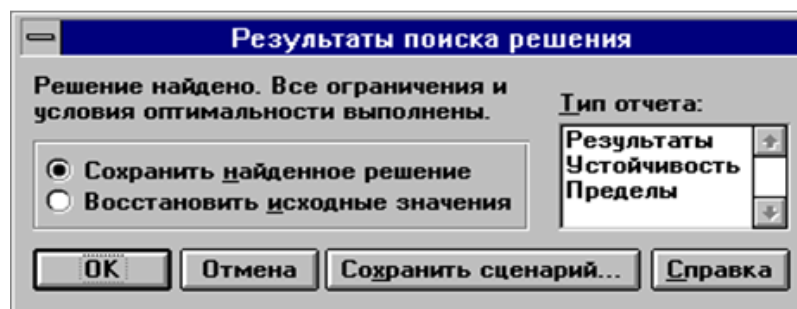 Результаты поиска решения
Решение найдено. Все ограничения и
условия оптимальности выполнены.
Тип отчета:
Результаты
Устойчивость
Пределы
Сохранить найденное решение
Восстановить исходные значения
OK
Отмена
Сохранить сценарий...
Справка